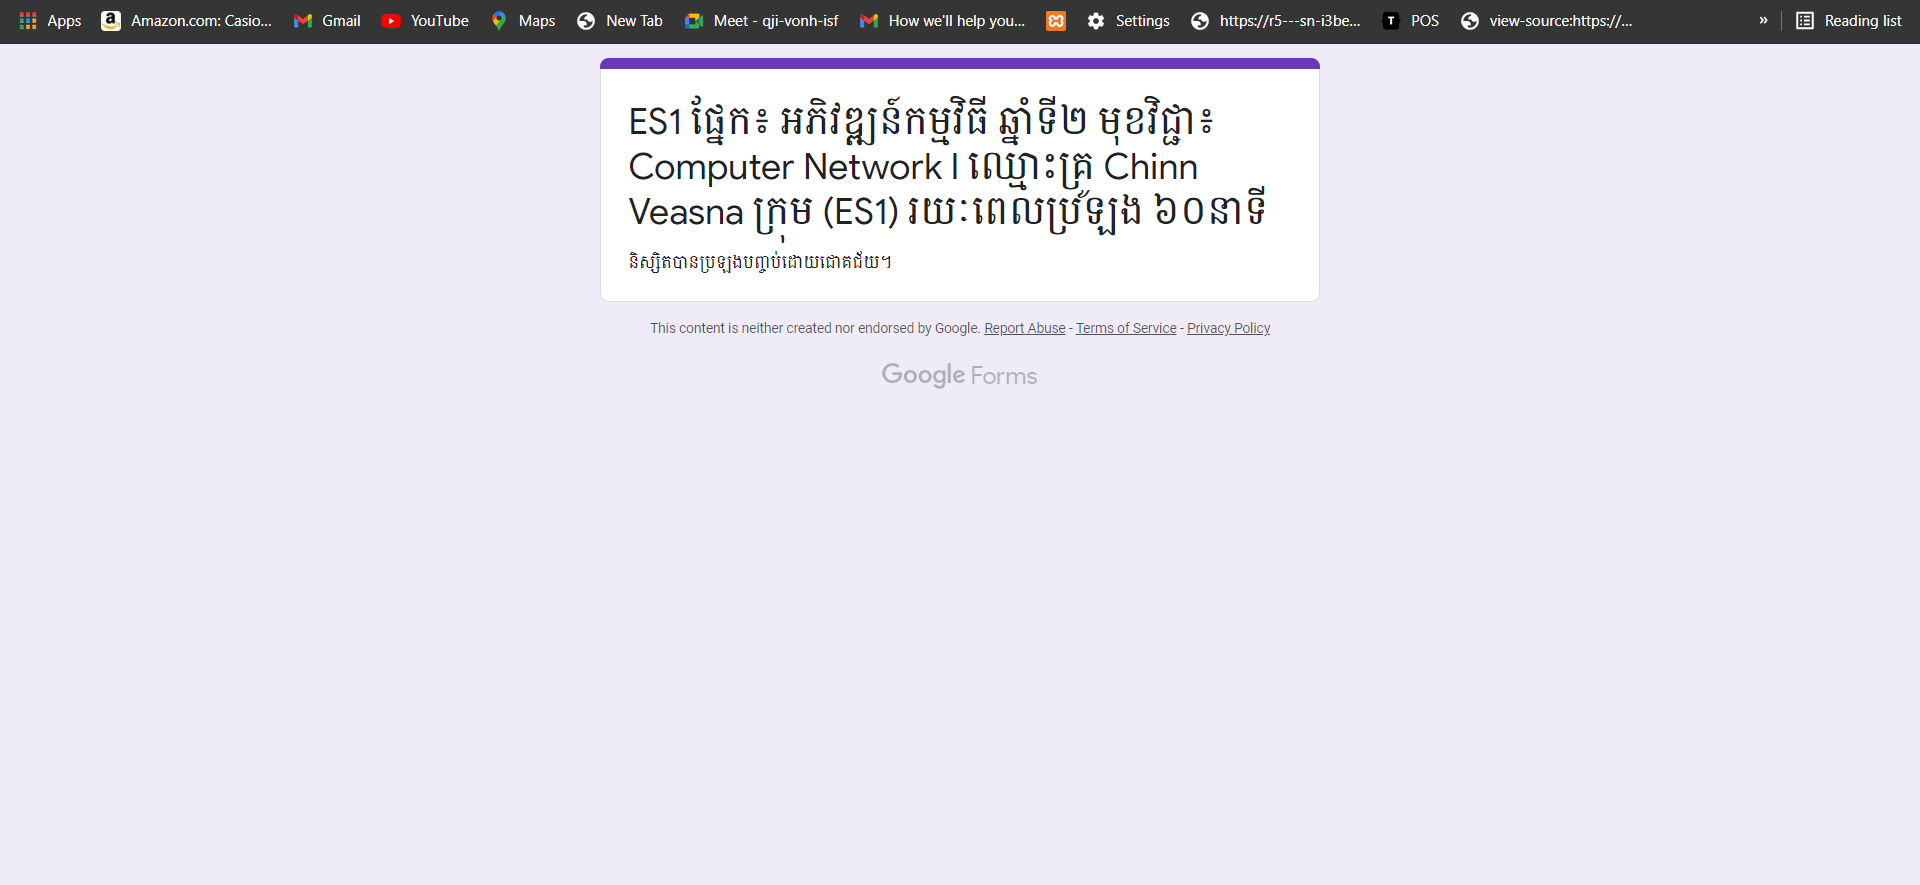 Apps Amazon.com: Casio... Gmail YouTube Maps New Tab Meet - qji-vonh-isf How we'll help you... Settings https://r5---sn-i3be... T POS view-source:https://... » Reading list
ES1 ផ្នែក៖ អភិវឌ្ឍន៍កម្មវិធី ឆ្នាំទី២ មុខវិជ្ជា៖
Computer Network I ឈ្មោះគ្រូ Chinn
Veasna ក្រុម (ES1) រយៈពេលប្រឡង ៦០នាទី
និស្សិតបានប្រឡងបញ្ចប់ដោយជោគជ័យ។
This content is neither created nor endorsed by Google. Report Abuse - Terms of Service - Privacy Policy
Google Forms